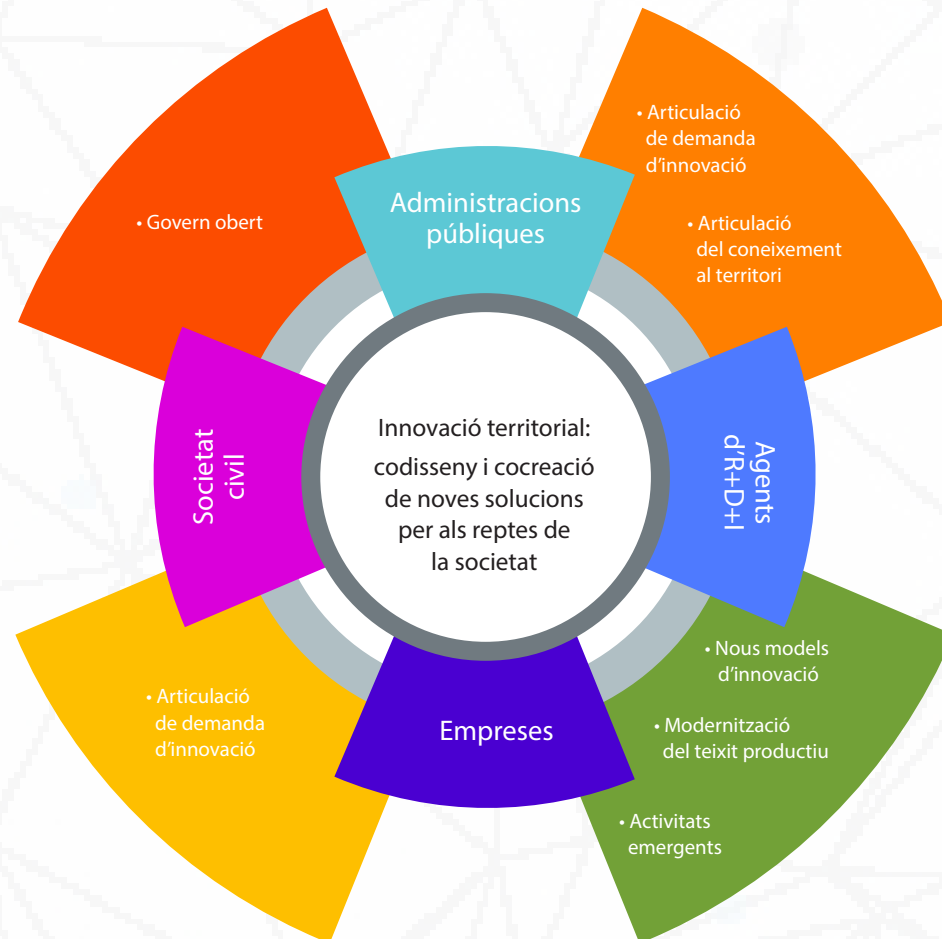 Administracions
públiques
• Articulació
de demanda
d'innovació
• Articulació
del coneixement
al territori
• Govern obert
Societat
civil
Innovació territorial:
codisseny i cocreació
de noves solucions
per als reptes de
la societat
Agents
d'R+D+I
• Articulació
de demanda
d'innovació
Empreses
• Nous models
d'innovació
• Modernització
del teixit productiu
• Activitats
emergents